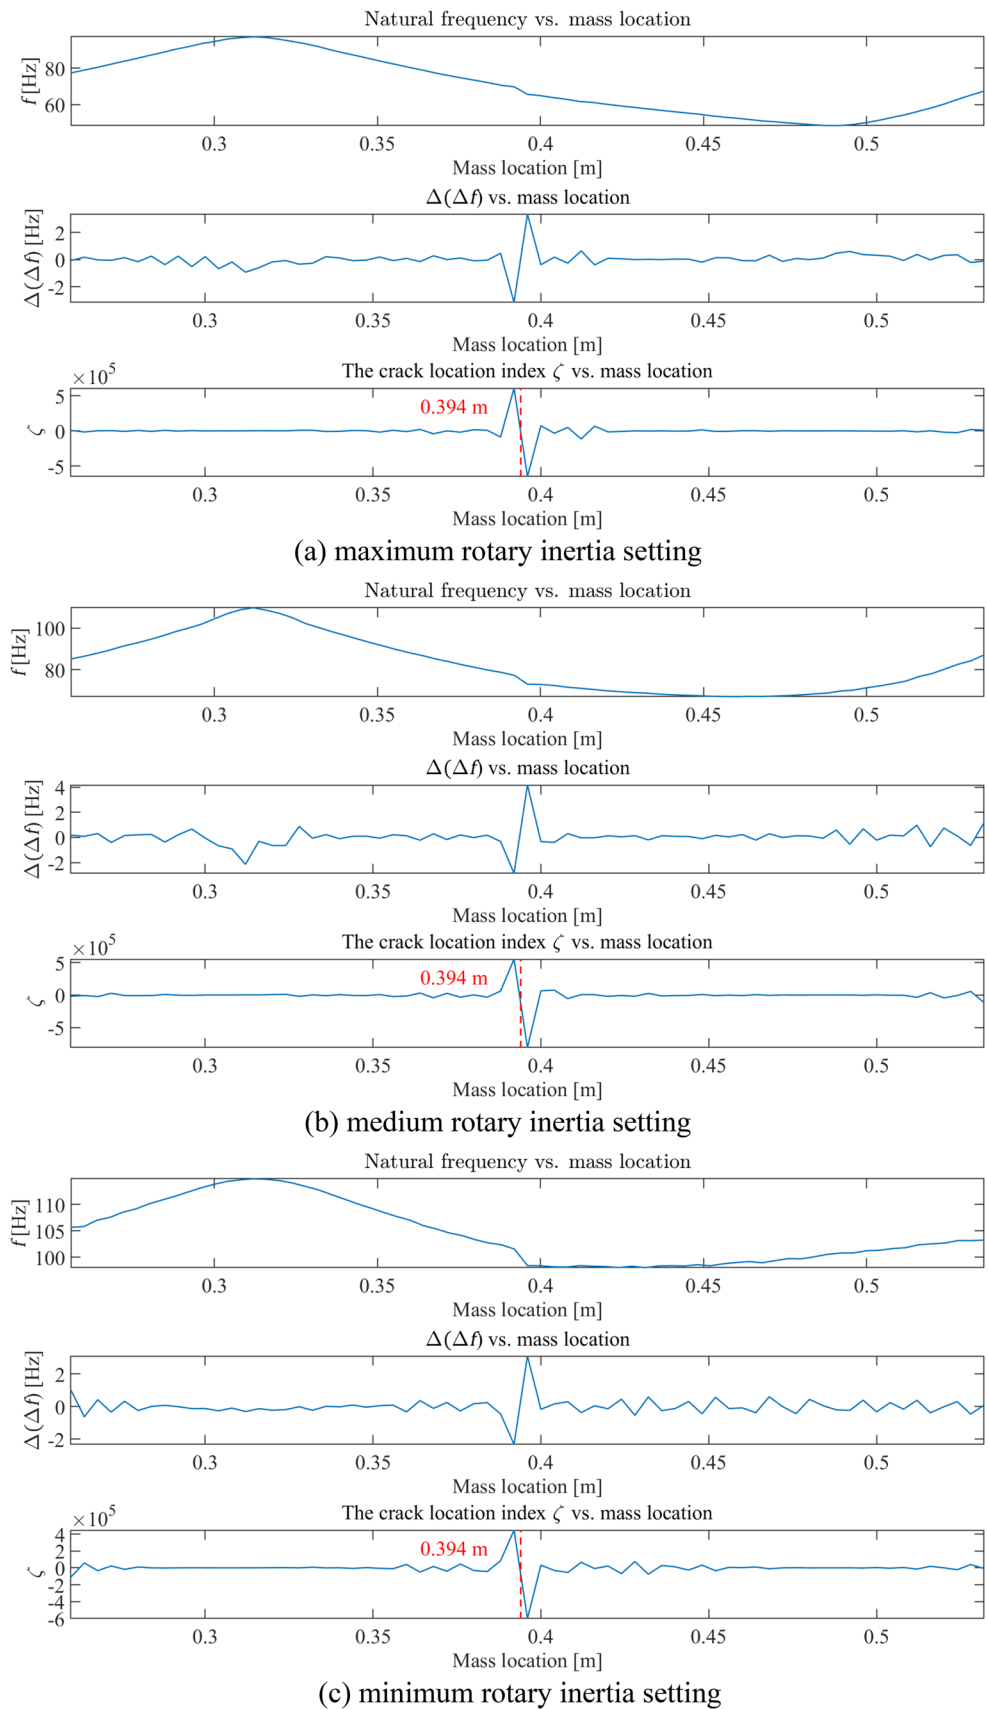 Natural frequency vs. mass location
f [Hz]
80
60
0.3 0.35 0.4 0.45 0.5
Mass location [m]
Δ(Δf) vs. mass location
Δ(Δf) [Hz]
2
0
-2
0.3 0.35 0.4 0.45 0.5
Mass location [m]
The crack location index ζ vs. mass location
×10⁵
ζ
5
0
-5
0.394 m
0.3 0.35 0.4 0.45 0.5
Mass location [m]
(a) maximum rotary inertia setting
Natural frequency vs. mass location
f [Hz]
100
80
0.3 0.35 0.4 0.45 0.5
Mass location [m]
Δ(Δf) vs. mass location
Δ(Δf) [Hz]
4
2
0
-2
0.3 0.35 0.4 0.45 0.5
Mass location [m]
The crack location index ζ vs. mass location
×10⁵
ζ
5
0
-5
0.394 m
0.3 0.35 0.4 0.45 0.5
Mass location [m]
(b) medium rotary inertia setting
Natural frequency vs. mass location
f [Hz]
110
105
100
0.3 0.35 0.4 0.45 0.5
Mass location [m]
Δ(Δf) vs. mass location
Δ(Δf) [Hz]
2
0
-2
0.3 0.35 0.4 0.45 0.5
Mass location [m]
The crack location index ζ vs. mass location
×10⁵
ζ
4
2
0
-2
-4
-6
0.394 m
0.3 0.35 0.4 0.45 0.5
Mass location [m]
(c) minimum rotary inertia setting